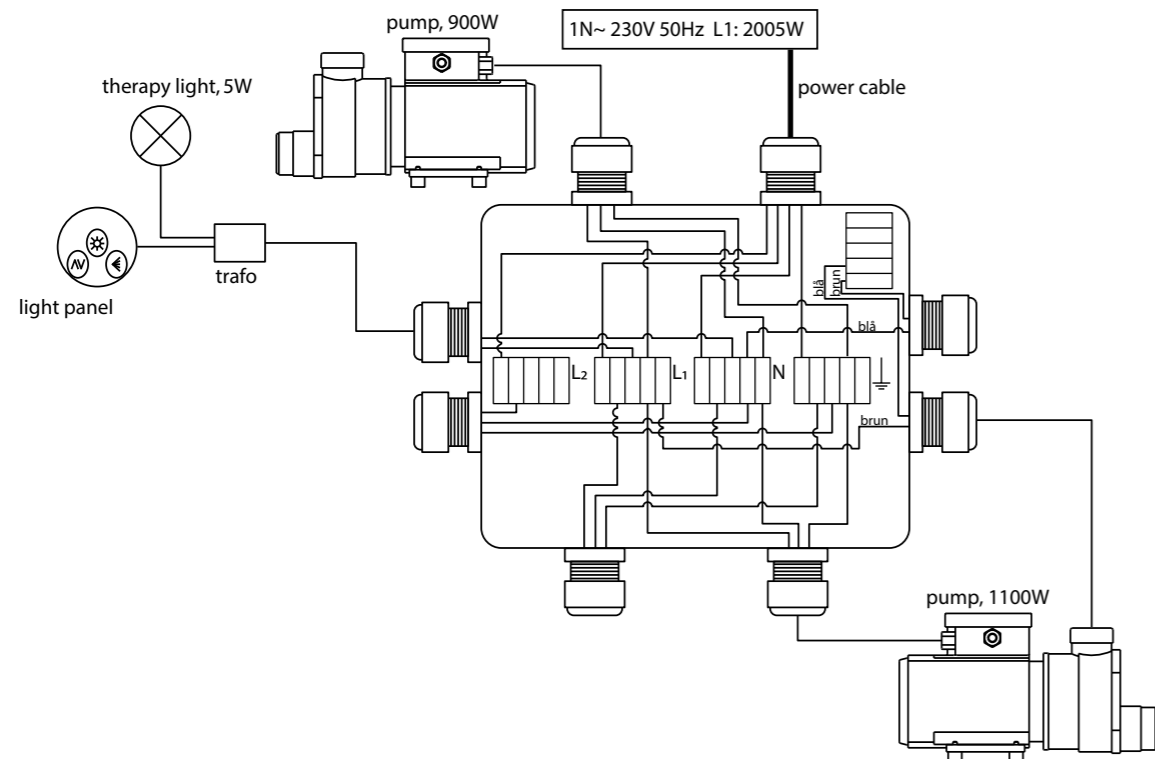 pump, 900W
1N~ 230V 50Hz L1: 2005W
therapy light, 5W
power cable
trafo
light panel
blå
brun
blå
L₂
L₁
N
brun
pump, 1100W